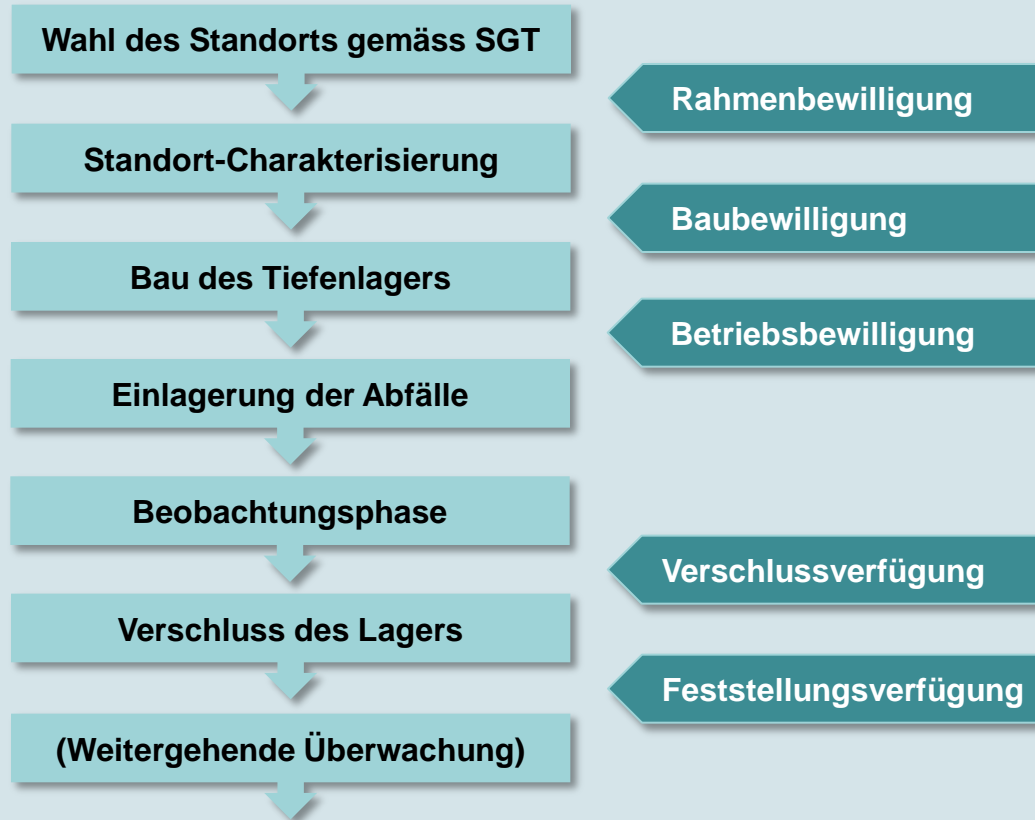 Wahl des Standorts gemäss SGT
Rahmenbewilligung
Standort-Charakterisierung
Baubewilligung
Bau des Tiefenlagers
Betriebsbewilligung
Einlagerung der Abfälle
Beobachtungsphase
Verschlussverfügung
Verschluss des Lagers
Feststellungsverfügung
(Weitergehende Überwachung)